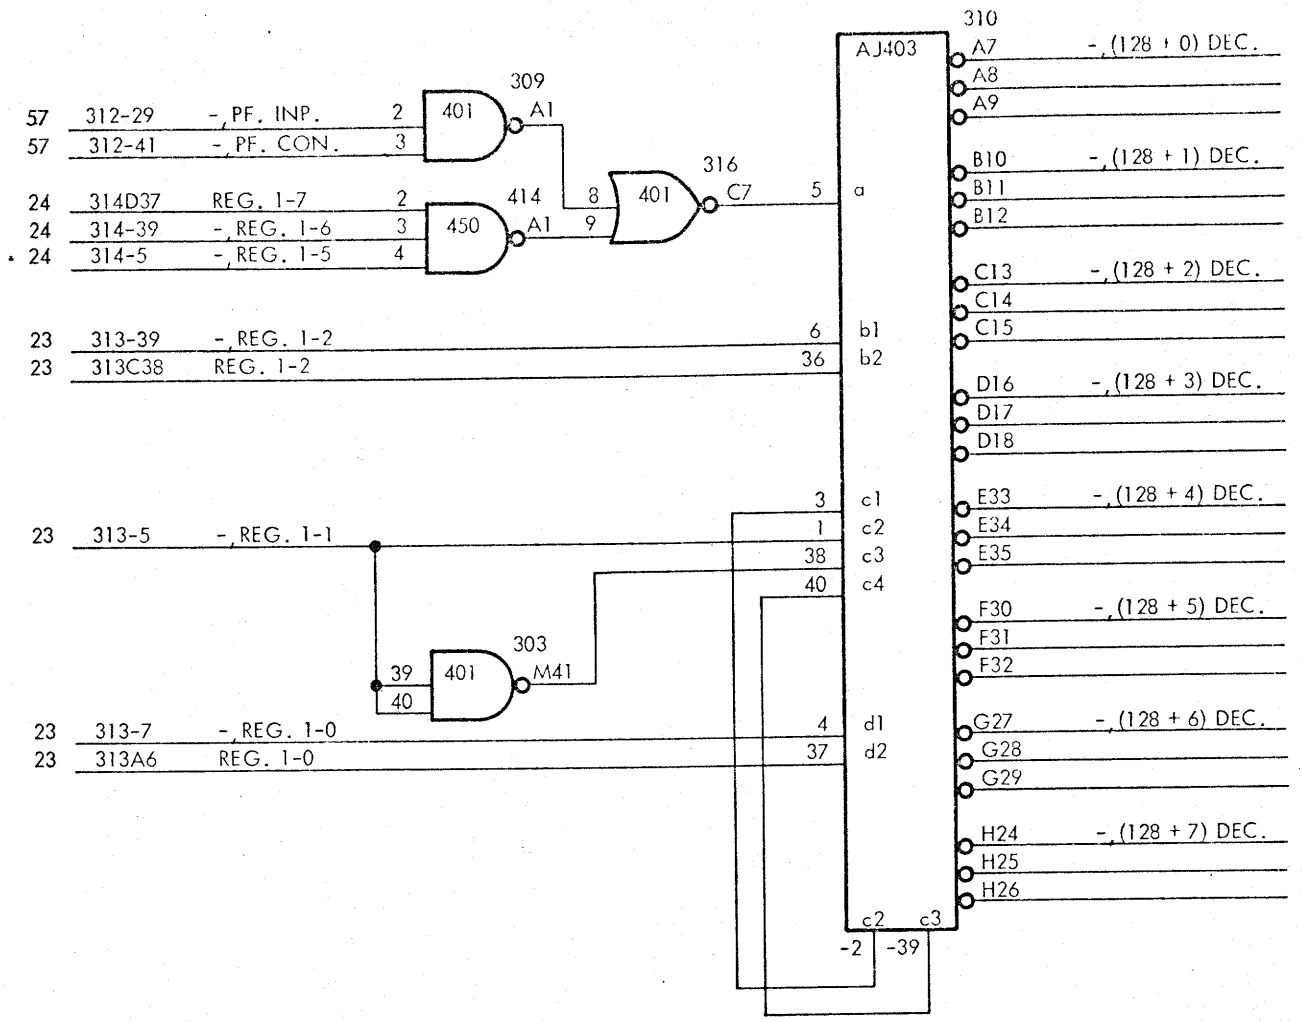 310
AJ403
A7 -,(128 + 0) DEC.
A8
A9
309
57 312-29 -,PF. INP. 2
401
A1
57 312-41 -,PF. CON. 3
B10 -,(128 + 1) DEC.
B11
B12
316
24 314D37 REG. 1-7 2
414
8
401
C7
5
a
24 314-39 -,REG. 1-6 3
450
A1
9
24 314-5 -,REG. 1-5 4
C13 -,(128 + 2) DEC.
C14
C15
23 313-39 -,REG. 1-2 6 b1
23 313C38 REG. 1-2 36 b2
D16 -,(128 + 3) DEC.
D17
D18
3 c1
E33 -,(128 + 4) DEC.
23 313-5 -,REG. 1-1 1 c2
E34
38 c3
E35
40 c4
F30 -,(128 + 5) DEC.
F31
F32
303
39
401
M41
40
23 313-7 -,REG. 1-0 4 d1
G27 -,(128 + 6) DEC.
23 313A6 REG. 1-0 37 d2
G28
G29
H24 -,(128 + 7) DEC.
H25
H26
c2 c3
-2 -39